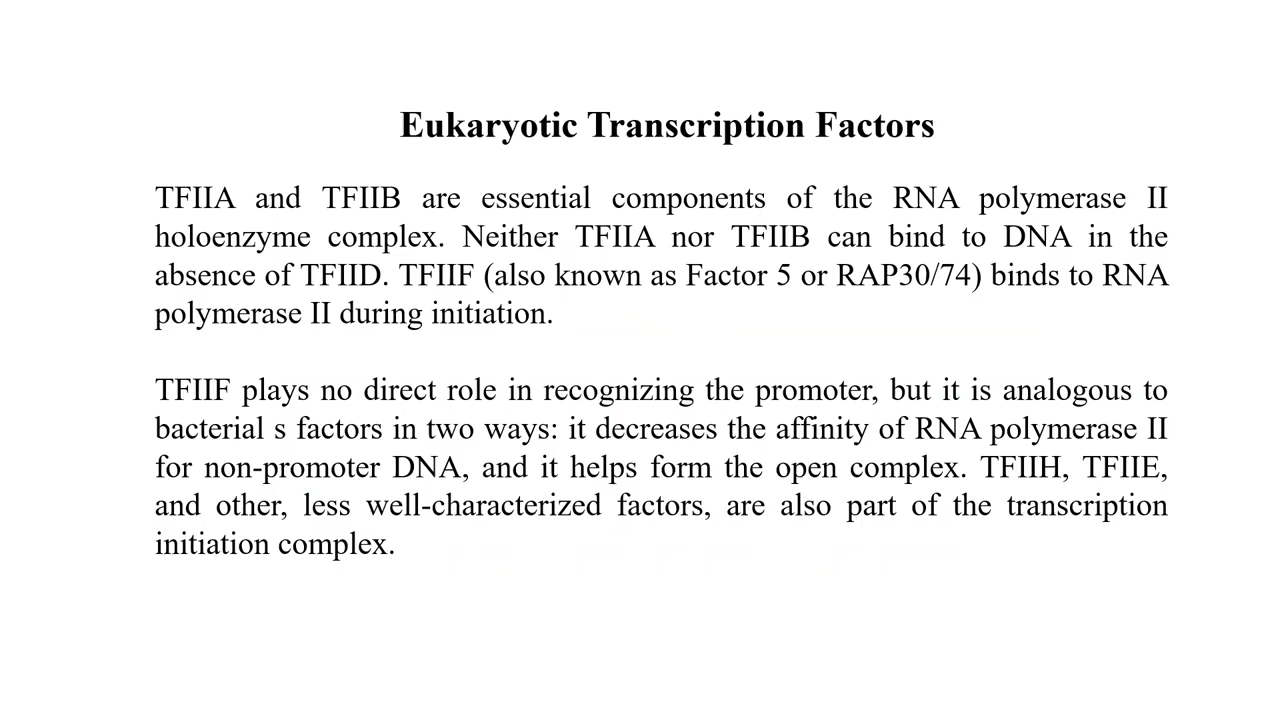 Eukaryotic Transcription Factors
TFIIA and TFIIB are essential components of the RNA polymerase II
holoenzyme complex. Neither TFIIA nor TFIIB can bind to DNA in the
absence of TFIID. TFIIF (also known as Factor 5 or RAP30/74) binds to RNA
polymerase II during initiation.
TFIIF plays no direct role in recognizing the promoter, but it is analogous to
bacterial s factors in two ways: it decreases the affinity of RNA polymerase II
for non-promoter DNA, and it helps form the open complex. TFIIH, TFIIE,
and other, less well-characterized factors, are also part of the transcription
initiation complex.